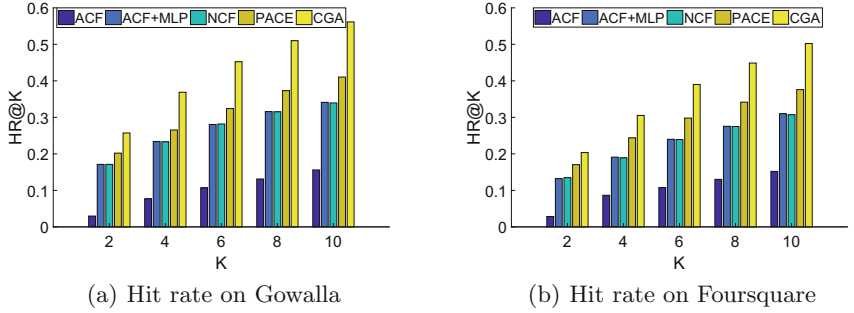 ACF ACF+MLP NCF PACE CGA
HR@K
0.6
0.5
0.4
0.3
0.2
0.1
0
2 4 6 8 10
K
(a) Hit rate on Gowalla
ACF ACF+MLP NCF PACE CGA
HR@K
0.6
0.5
0.4
0.3
0.2
0.1
0
2 4 6 8 10
K
(b) Hit rate on Foursquare